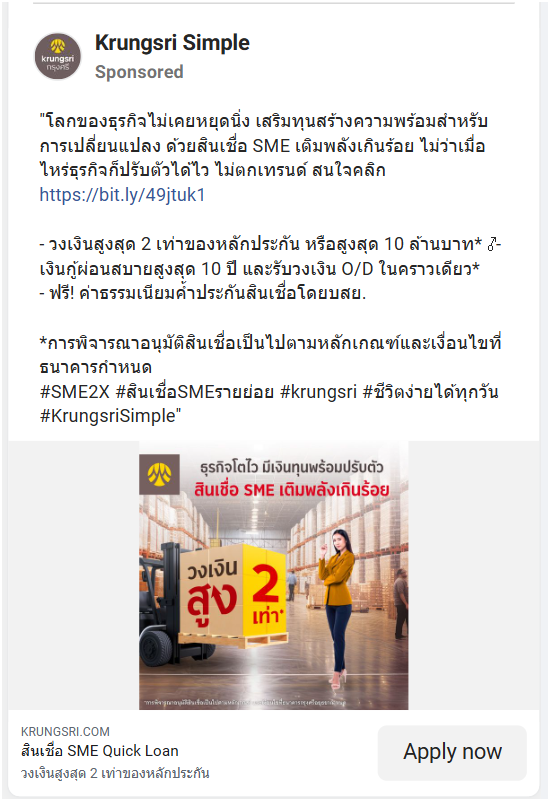 Krungsri Simple
krungsri
กรุงศรี
Sponsored
"โลกของธุรกิจไม่เคยหยุดนิ่ง เสริมทุนสร้างความพร้อมสำหรับ
การเปลี่ยนแปลง ด้วยสินเชื่อ SME เติมพลังเกินร้อย ไม่ว่าเมื่อ
ไหร่ธุรกิจก็ปรับตัวได้ไว ไม่ตกเทรนด์ สนใจคลิก
https://bit.ly/49jtuk1
- วงเงินสูงสุด 2 เท่าของหลักประกัน หรือสูงสุด 10 ล้านบาท* -
เงินกู้ผ่อนสบายสูงสุด 10 ปี และรับวงเงิน O/D ในคราวเดียว*
- ฟรี! ค่าธรรมเนียมค้ำประกันสินเชื่อโดยบสย.
*การพิจารณาอนุมัติสินเชื่อเป็นไปตามหลักเกณฑ์และเงื่อนไขที่
ธนาคารกำหนด
#SME2X #สินเชื่อSMEรายย่อย #krungsri #ชีวิตง่ายได้ทุกวัน
#KrungsriSimple"
ธุรกิจโตไว มีเงินทุนพร้อมปรับตัว
สินเชื่อ SME เติมพลังเกินร้อย
วงเงิน
สูง
2
เท่า*
KRUNGSRI.COM
สินเชื่อ SME Quick Loan
วงเงินสูงสุด 2 เท่าของหลักประกัน
Apply now